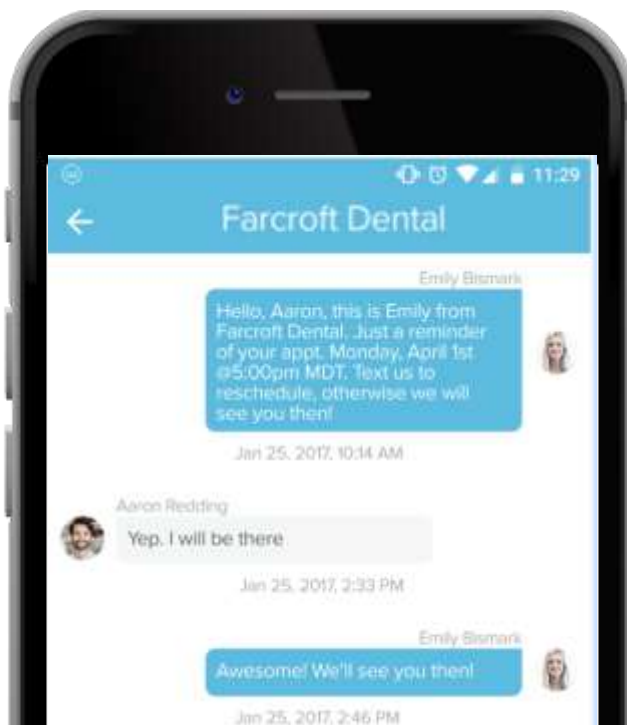 11:29
Farcroft Dental
Emily Bismark
Hello, Aaron, this is Emily from
Farcroft Dental. Just a reminder
of your appt. Monday, April 1st
@5:00pm MDT. Text us to
reschedule, otherwise we will
see you then!
Jan 25, 2017, 10:14 AM
Aaron Redding
Yep. I will be there
Jan 25, 2017, 2:33 PM
Emily Bismark
Awesome! We'll see you then!
Jan 25, 2017, 2:46 PM